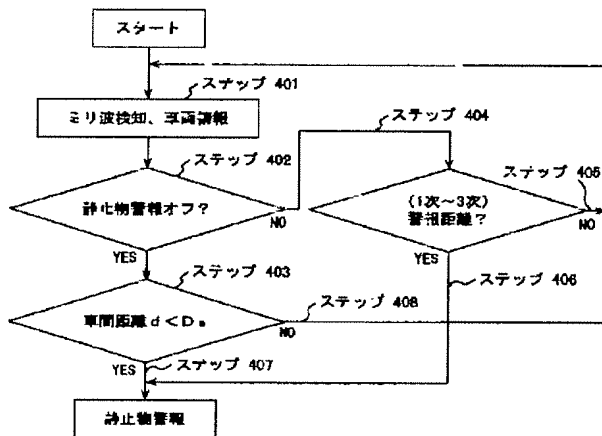 スタート
ステップ 401
ミリ波検知、車両情報
ステップ 402
静止物警報オフ?
NO
YES
ステップ 403
車間距離d<D
NO
ステップ 408
YES
ステップ 407
静止物警報
ステップ 404
(1次~3次)
警報距離?
ステップ 405
NO
YES
ステップ 406